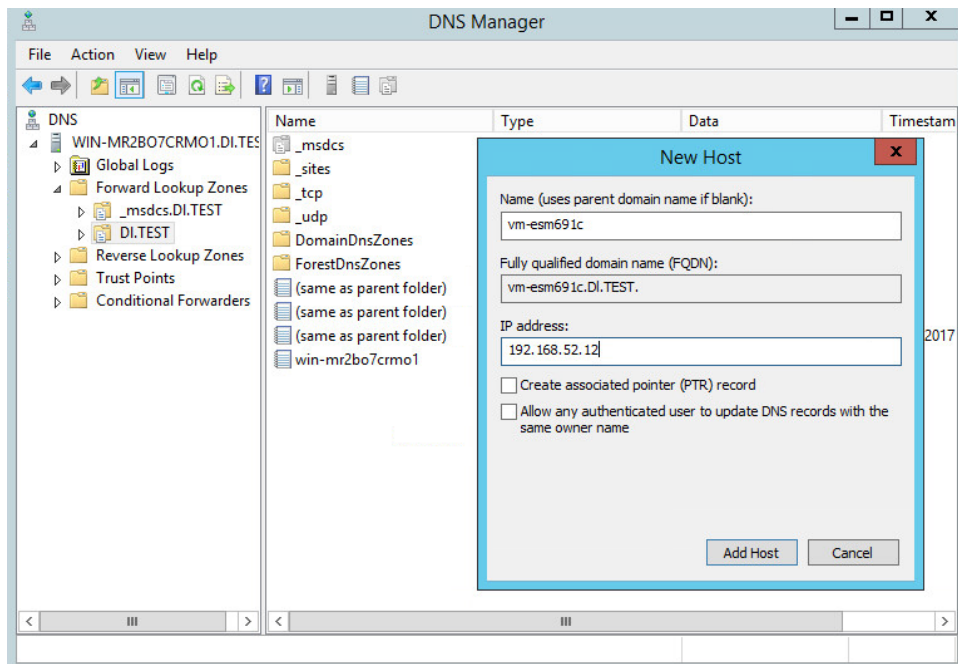 DNS Manager
File Action View Help
DNS
WIN-MR2BO7CRMO1.DI.TES
Global Logs
Forward Lookup Zones
_msdcs.DI.TEST
DI.TEST
Reverse Lookup Zones
Trust Points
Conditional Forwarders
Name Type Data Timestam
_msdcs
_sites
_tcp
_udp
DomainDnsZones
ForestDnsZones
(same as parent folder)
(same as parent folder)
(same as parent folder) 2017
win-mr2bo7crmo1
New Host
Name (uses parent domain name if blank):
vm-esm691c
Fully qualified domain name (FQDN):
vm-esm691c.DI.TEST.
IP address:
192.168.52.12
Create associated pointer (PTR) record
Allow any authenticated user to update DNS records with the
same owner name
Add Host Cancel